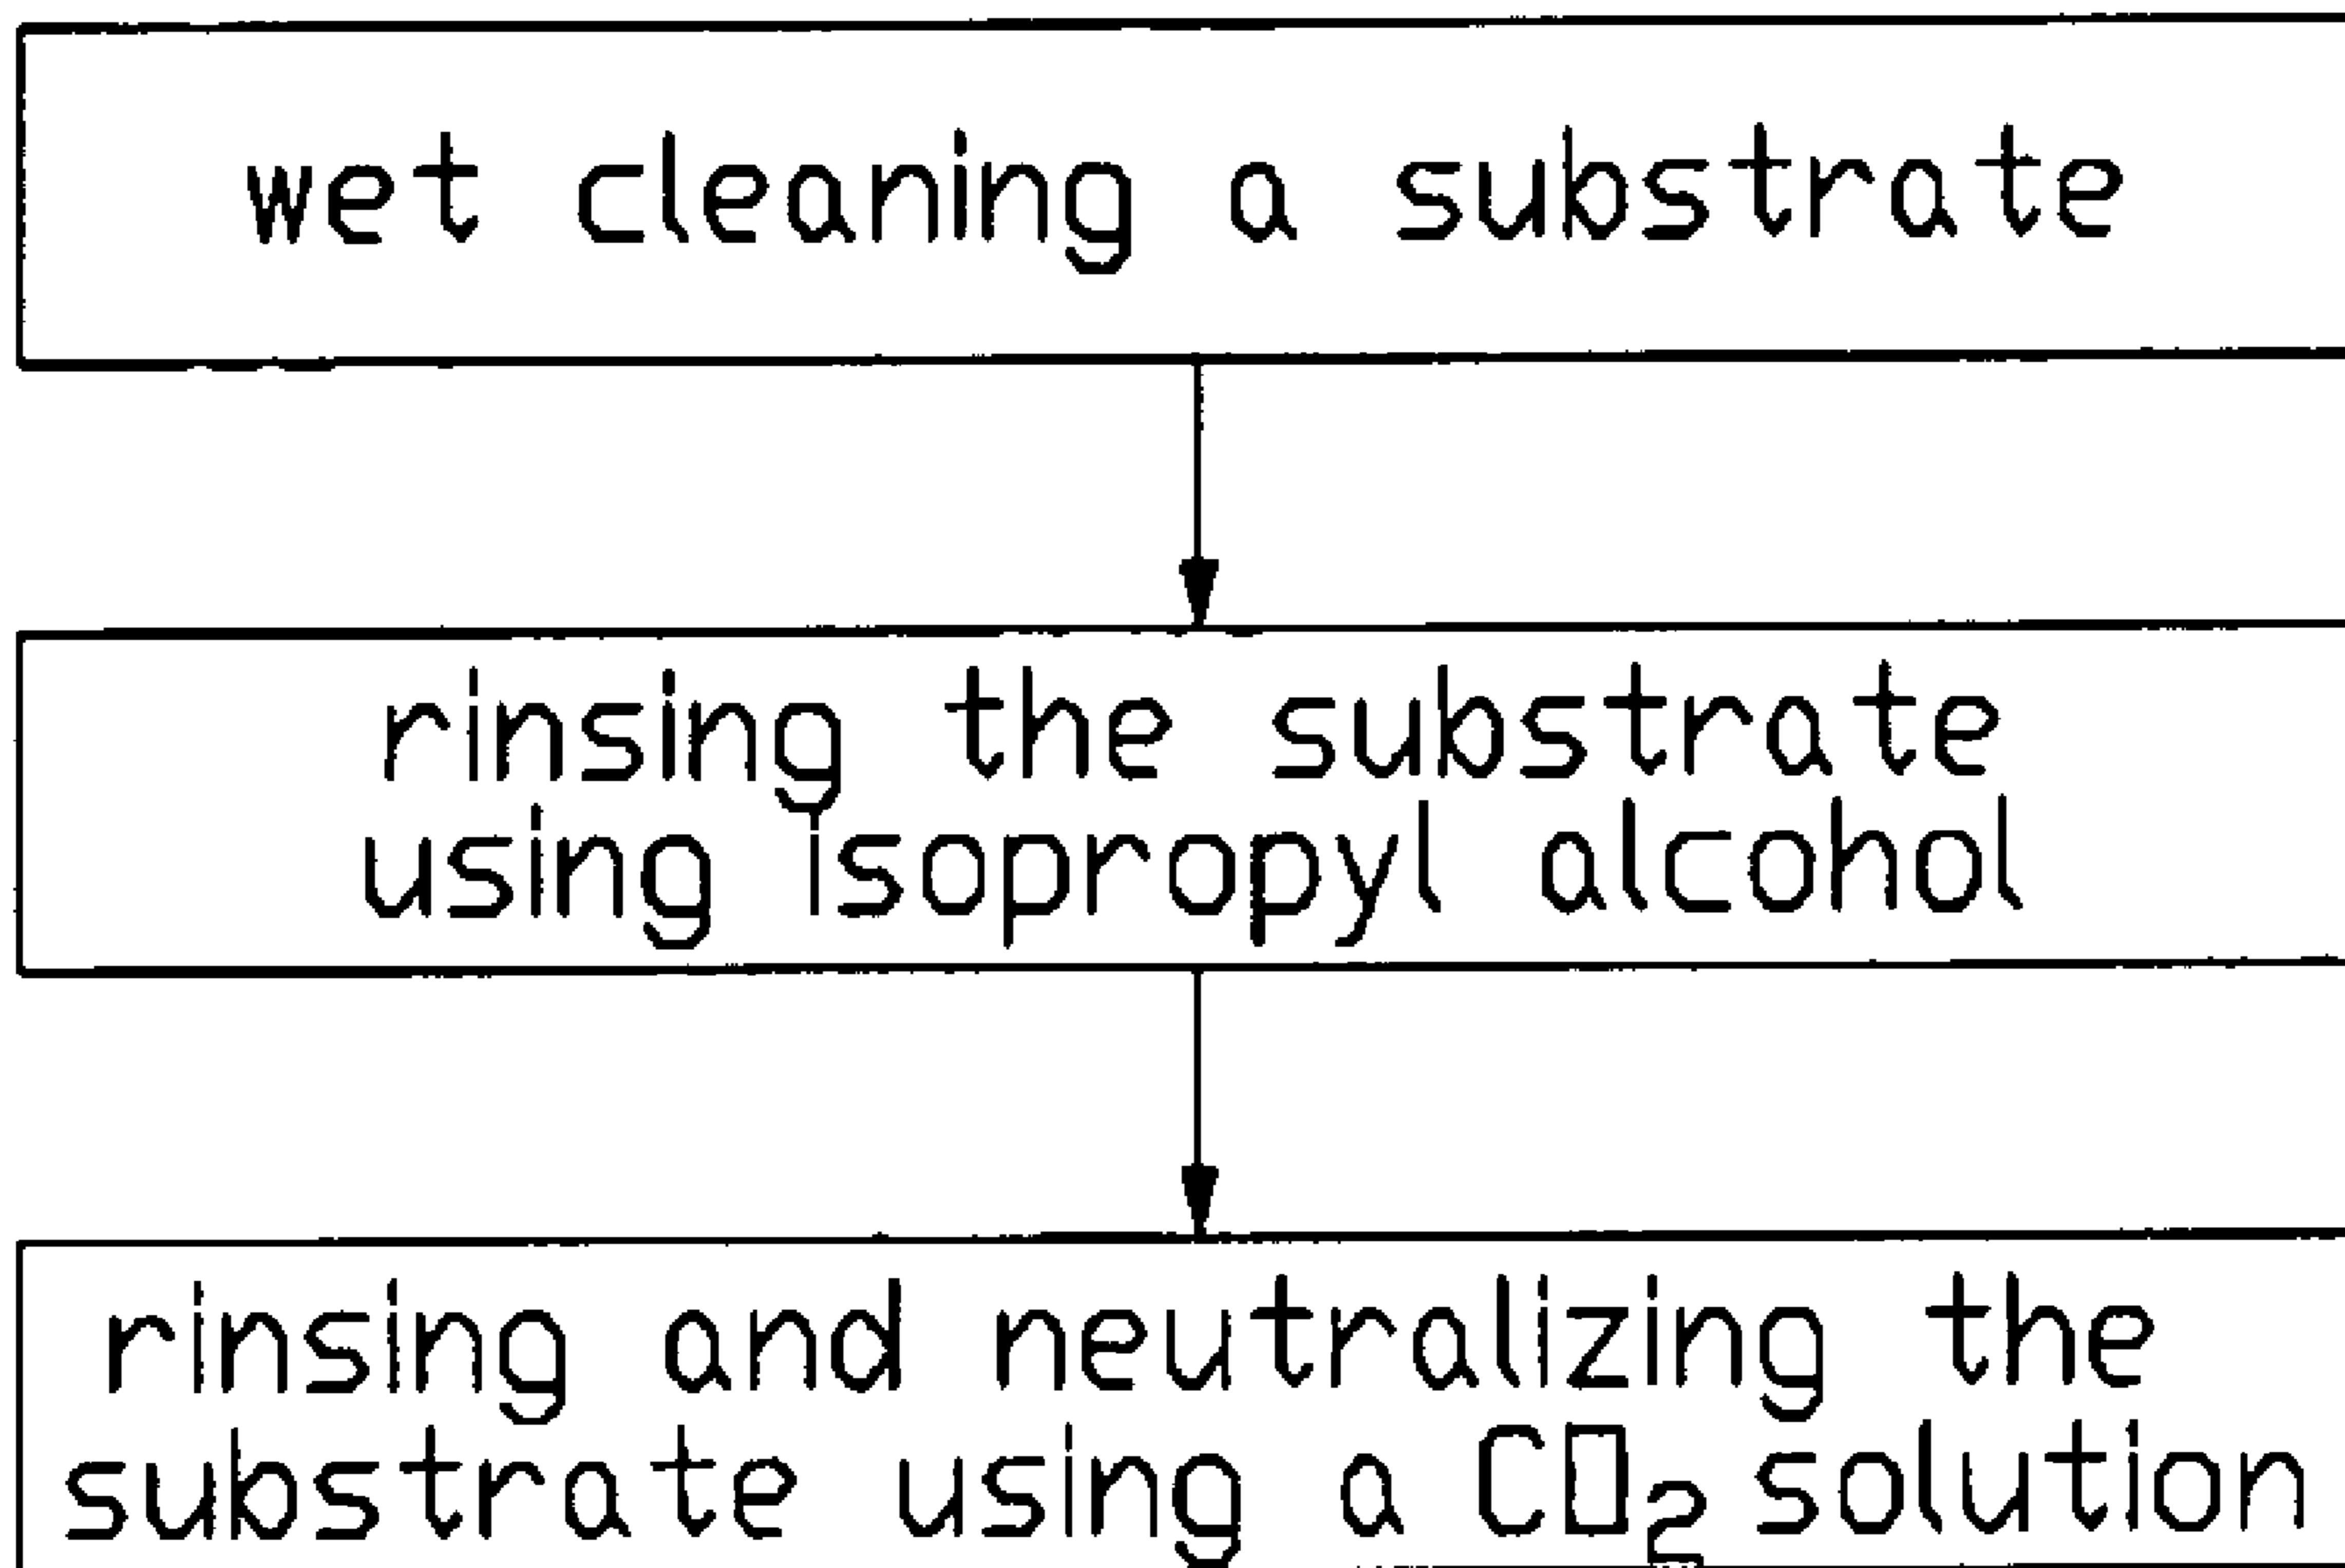 wet cleaning a substrate
rinsing the substrate
using isopropyl alcohol
rinsing and neutralizing the
substrate using a CO₂ solution